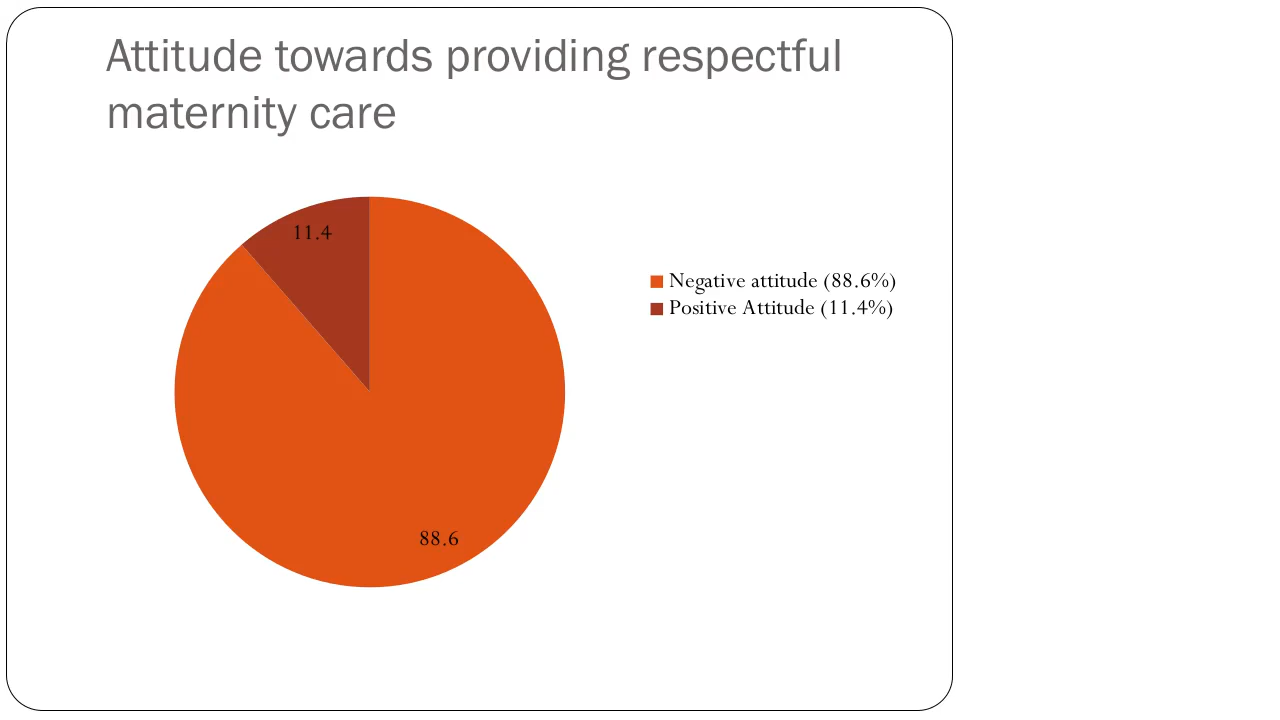 Attitude towards providing respectful
maternity care
11.4
Negative attitude (88.6%)
Positive Attitude (11.4%)
88.6